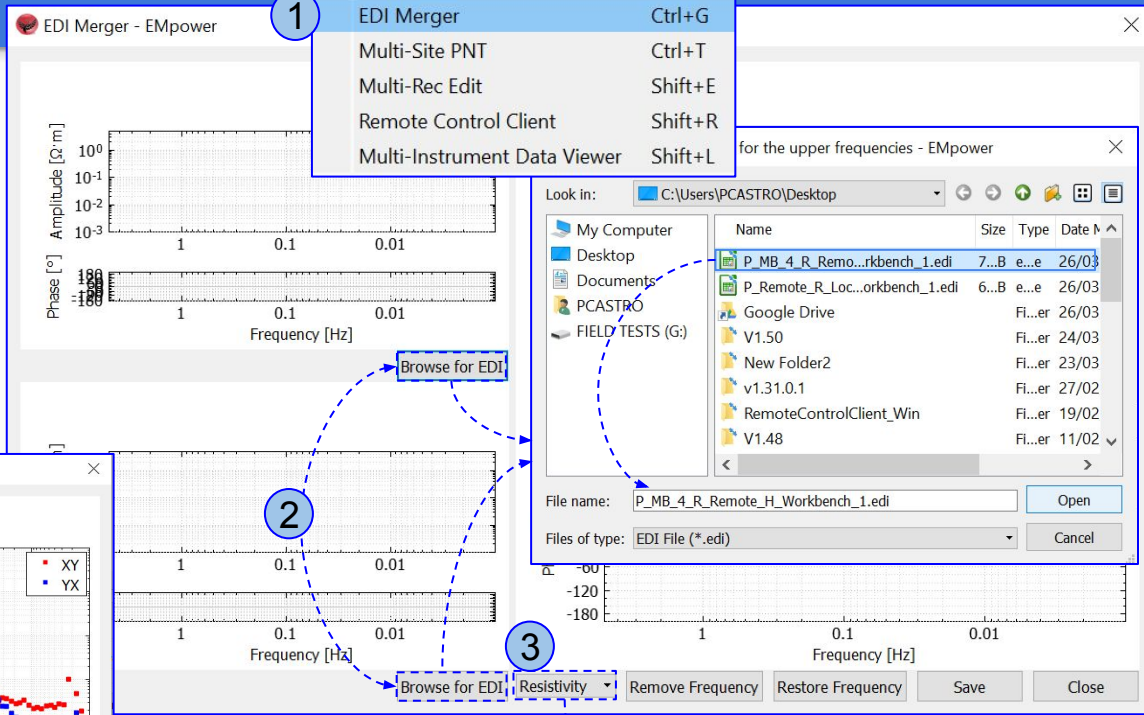 1
EDI Merger Ctrl+G
Multi-Site PNT Ctrl+T
Multi-Rec Edit Shift+E
Remote Control Client Shift+R
Multi-Instrument Data Viewer Shift+L
EDI Merger - EMpower
Amplitude [Ω·m]
10⁰
10⁻¹
10⁻²
10⁻³
1 0.1 0.01
Phase [°]
180
-180
1 0.1 0.01
Frequency [Hz]
Browse for EDI
for the upper frequencies - EMpower
Look in: C:\Users\PCASTRO\Desktop
My Computer
Desktop
Documents
PCASTRO
FIELD TESTS (G:)
Name Size Type Date M
P_MB_4_R_Remo...rkbench_1.edi 7...B e...e 26/03
P_Remote_R_Loc...orkbench_1.edi 6...B e...e 26/03
Google Drive Fi...er 26/03
V1.50 Fi...er 24/03
New Folder2 Fi...er 23/03
v1.31.0.1 Fi...er 27/02
RemoteControlClient_Win Fi...er 19/02
V1.48 Fi...er 11/02
File name: P_MB_4_R_Remote_H_Workbench_1.edi Open
Files of type: EDI File (*.edi) Cancel
2
1 0.1 0.01
1 0.1 0.01
Frequency [Hz]
XY
YX
-60
-120
-180
1 0.1 0.01
Frequency [Hz]
3
Browse for EDI Resistivity Remove Frequency Restore Frequency Save Close